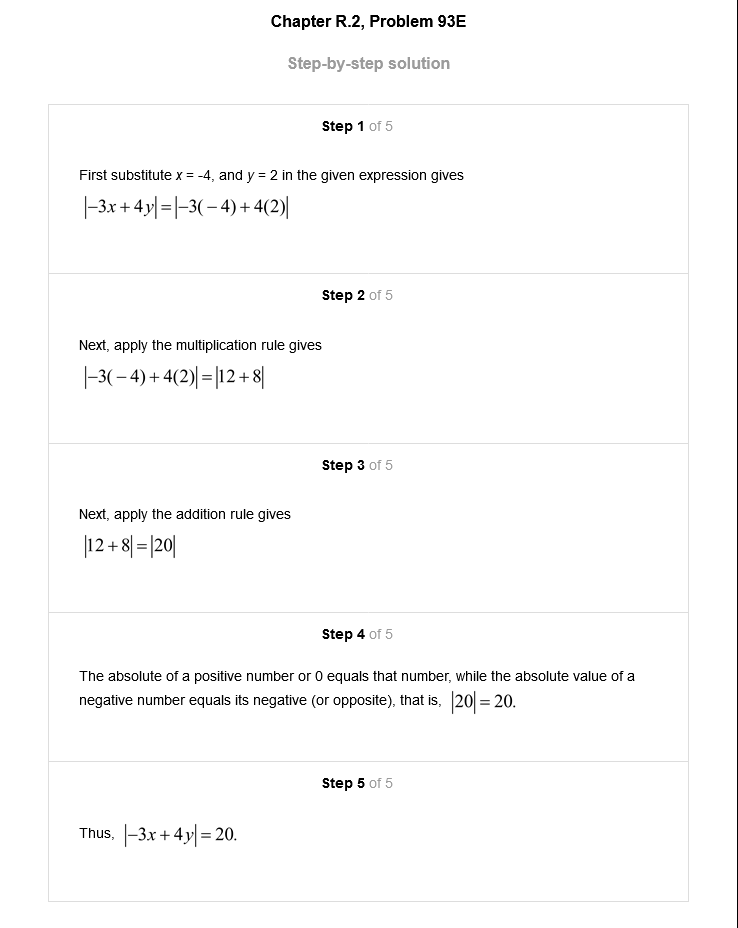 Chapter R.2, Problem 93E
Step-by-step solution
Step 1 of 5
First substitute x = -4, and y = 2 in the given expression gives
|−3x + 4y| = |−3(− 4) + 4(2)|
Step 2 of 5
Next, apply the multiplication rule gives
|−3(− 4) + 4(2)| = |12 + 8|
Step 3 of 5
Next, apply the addition rule gives
|12 + 8| = |20|
Step 4 of 5
The absolute of a positive number or 0 equals that number, while the absolute value of a
negative number equals its negative (or opposite), that is, |20| = 20.
Step 5 of 5
Thus, |−3x + 4y| = 20.